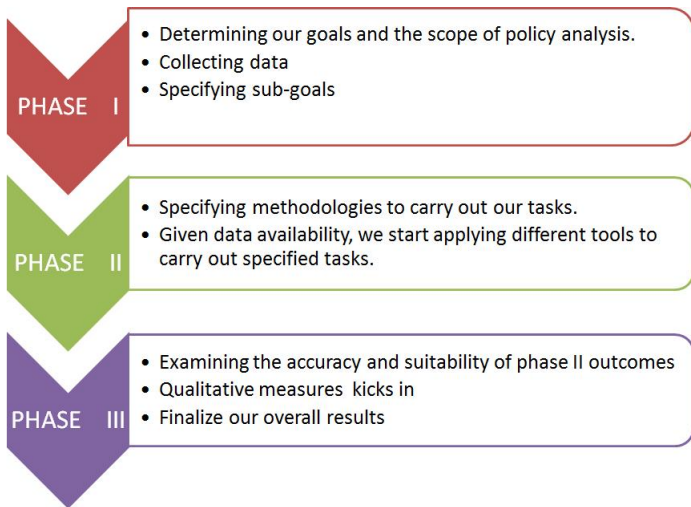 PHASE I
• Determining our goals and the scope of policy analysis.
• Collecting data
• Specifying sub-goals
PHASE II
• Specifying methodologies to carry out our tasks.
• Given data availability, we start applying different tools to
carry out specified tasks.
PHASE III
• Examining the accuracy and suitability of phase II outcomes
• Qualitative measures kicks in
• Finalize our overall results